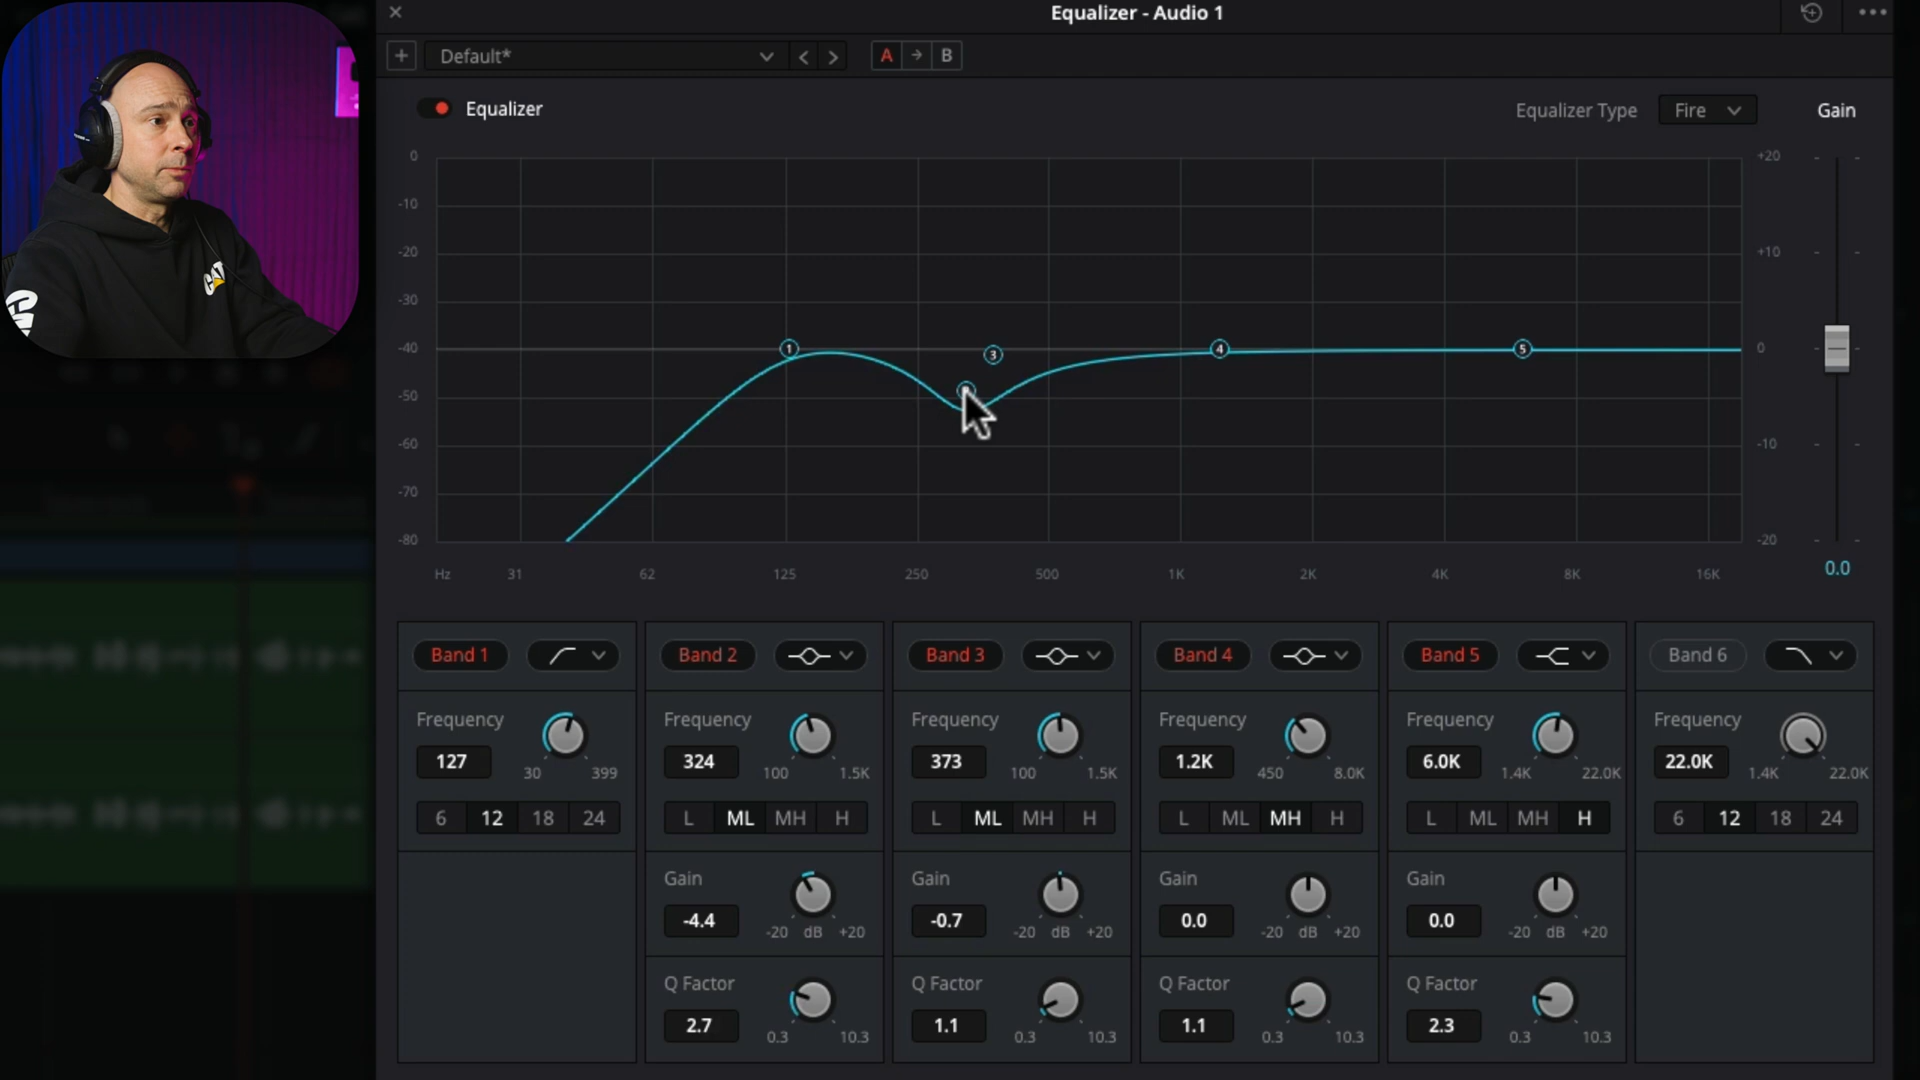 Equalizer - Audio 1
Default*
A B
Equalizer
Equalizer Type Fire Gain
0 +20
-10
-20 +10
-30
-40 1 3 4 5 0
-50
-60 -10
-70
-80 -20
Hz 31 62 125 250 500 1K 2K 4K 8K 16K 0.0
CAT
Band 1 Band 2 Band 3 Band 4 Band 5 Band 6
Frequency Frequency Frequency Frequency Frequency Frequency
127 324 373 1.2K 6.0K 22.0K
30 399 100 1.5K 100 1.5K 450 8.0K 1.4K 22.0K 1.4K 22.0K
6 12 18 24 L ML MH H L ML MH H L ML MH H L ML MH H 6 12 18 24
Gain Gain Gain Gain
-4.4 -0.7 0.0 0.0
-20 dB +20 -20 dB +20 -20 dB +20 -20 dB +20
Q Factor Q Factor Q Factor Q Factor
2.7 1.1 1.1 2.3
0.3 10.3 0.3 10.3 0.3 10.3 0.3 10.3